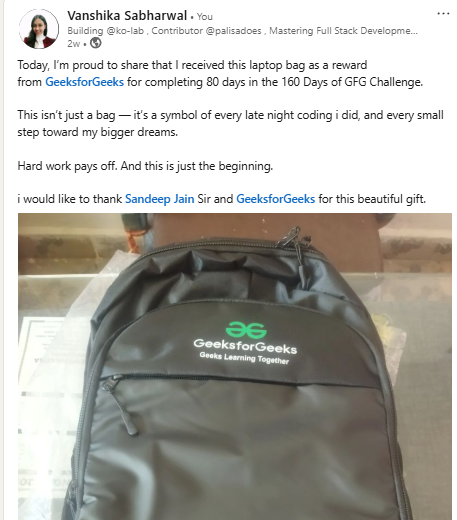 Vanshika Sabharwal • You
Building @ko-lab , Contributor @palisadoes , Mastering Full Stack Developme...
2w •
Today, I'm proud to share that I received this laptop bag as a reward
from GeeksforGeeks for completing 80 days in the 160 Days of GFG Challenge.
This isn't just a bag — it's a symbol of every late night coding i did, and every small
step toward my bigger dreams.
Hard work pays off. And this is just the beginning.
i would like to thank Sandeep Jain Sir and GeeksforGeeks for this beautiful gift.
GeeksforGeeks
Geeks Learning Together